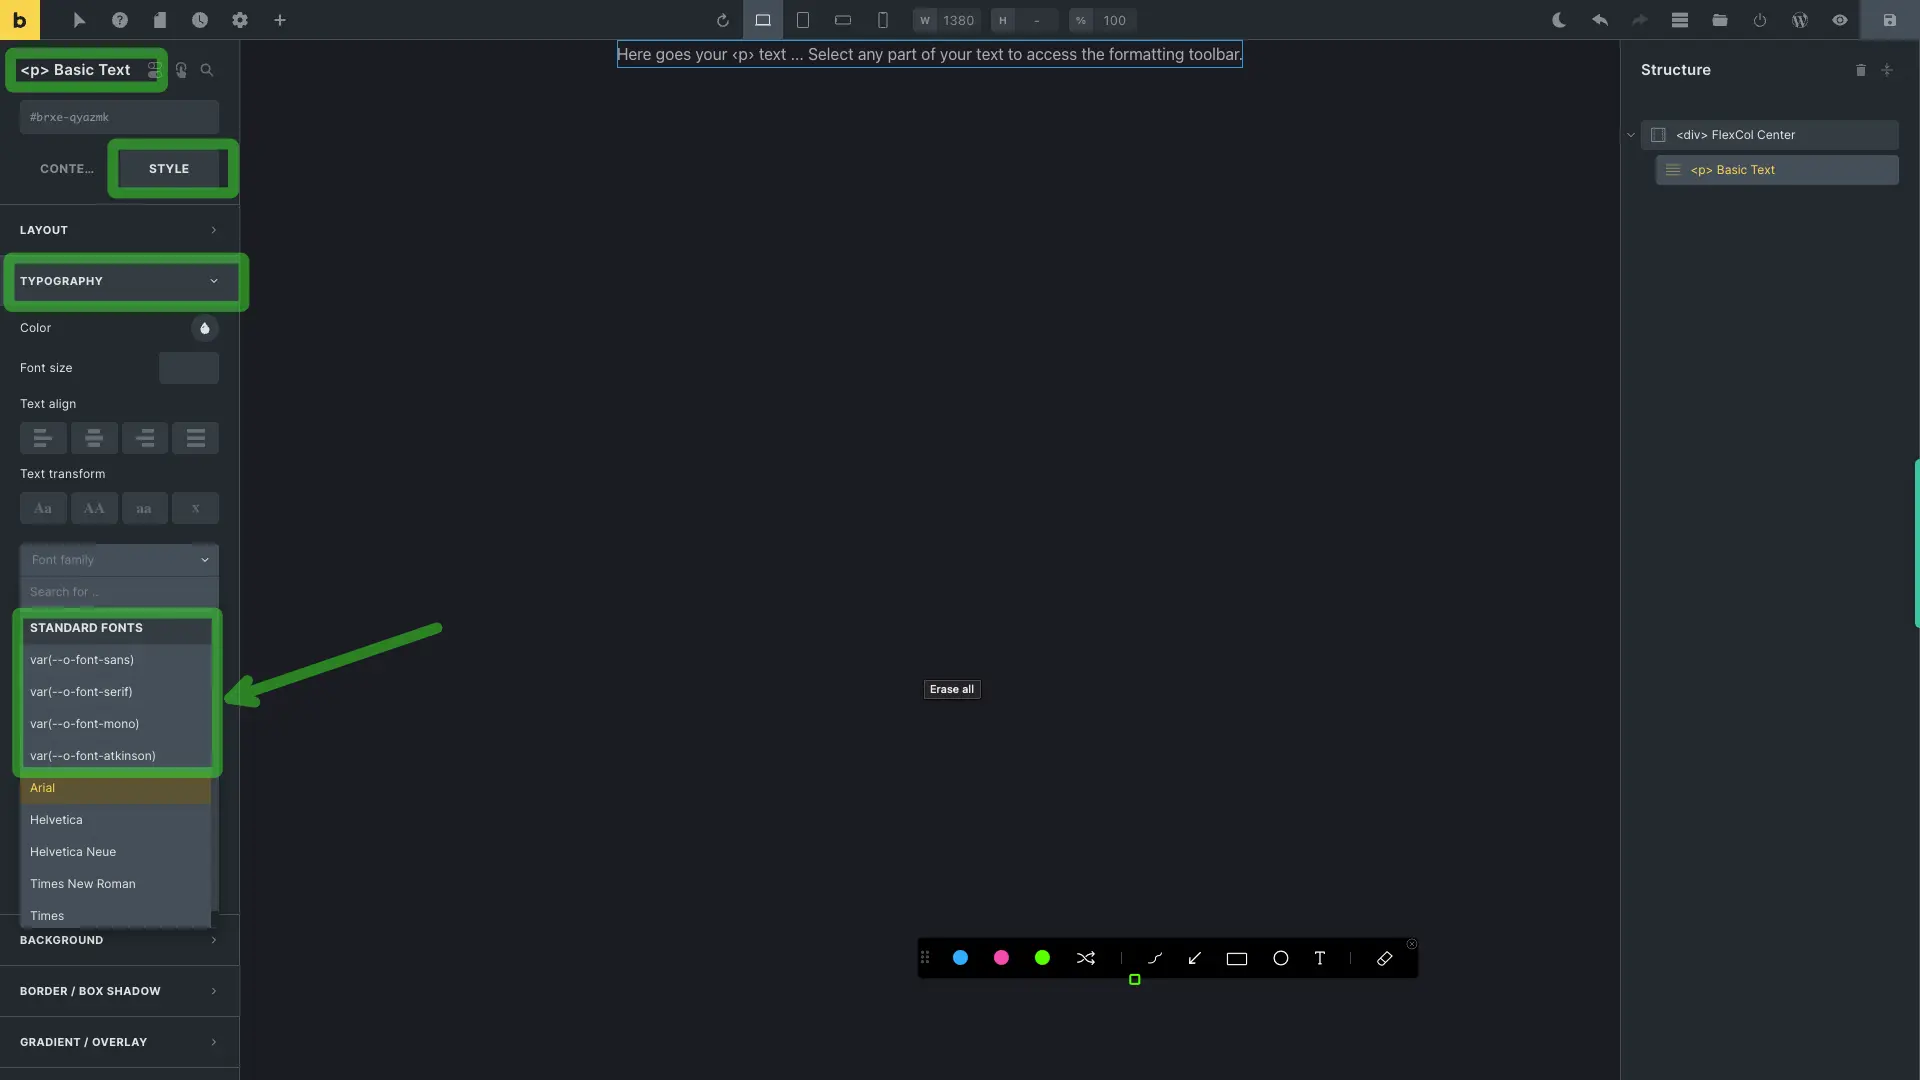 b
W 1380 H - % 100
<p> Basic Text
#brxe-qyazmk
CONTE...
STYLE
LAYOUT
TYPOGRAPHY
Color
Font size
Text align
Text transform
Aa AA aa x
Font family
Search for ..
STANDARD FONTS
var(--o-font-sans)
var(--o-font-serif)
var(--o-font-mono)
var(--o-font-atkinson)
Arial
Helvetica
Helvetica Neue
Times New Roman
Times
BACKGROUND
BORDER / BOX SHADOW
GRADIENT / OVERLAY
Here goes your ‹p› text ... Select any part of your text to access the formatting toolbar.
Erase all
T
Structure
<div> FlexCol Center
<p> Basic Text